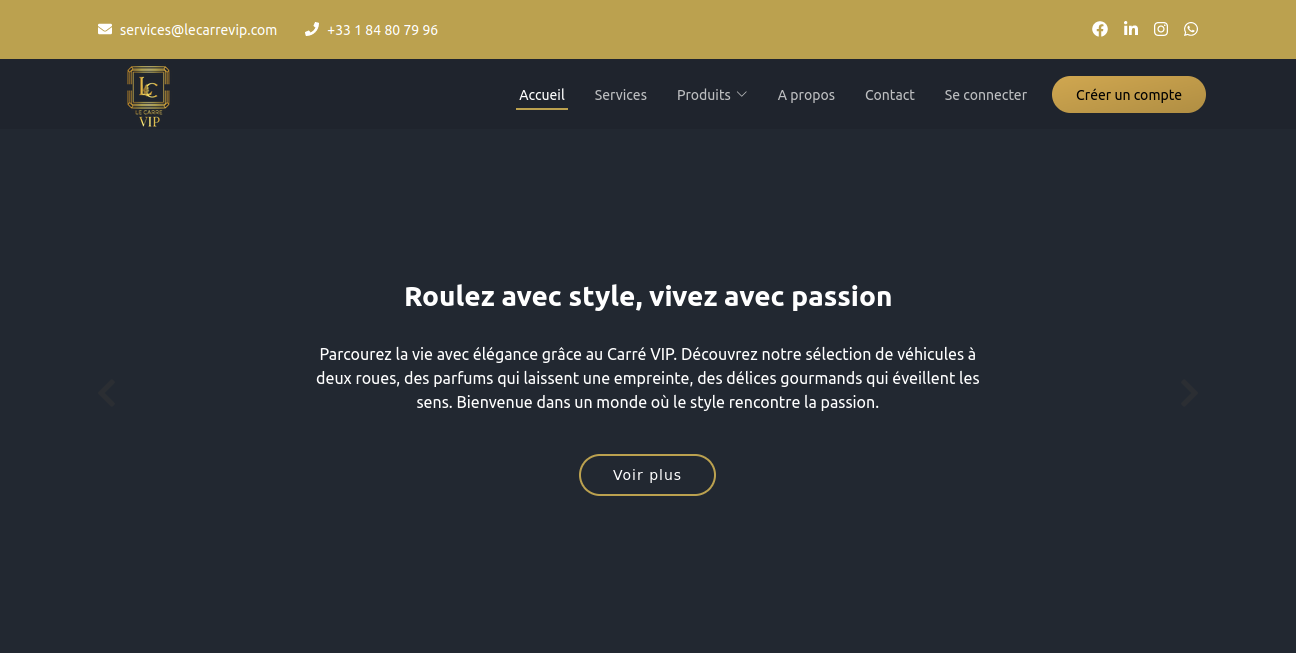 services@lecarrevip.com +33 1 84 80 79 96
LC
LE CARRE
VIP
Accueil Services Produits A propos Contact Se connecter Créer un compte
Roulez avec style, vivez avec passion
Parcourez la vie avec élégance grâce au Carré VIP. Découvrez notre sélection de véhicules à
deux roues, des parfums qui laissent une empreinte, des délices gourmands qui éveillent les
sens. Bienvenue dans un monde où le style rencontre la passion.
Voir plus